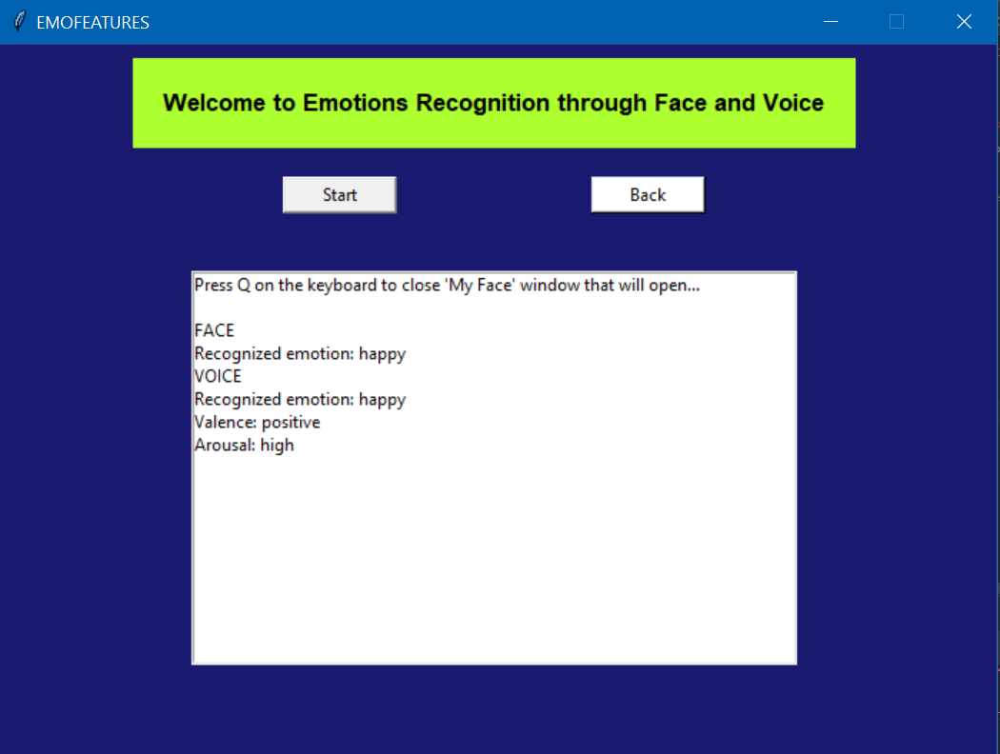 EMOFEATURES
Welcome to Emotions Recognition through Face and Voice
Start
Back
Press Q on the keyboard to close 'My Face' window that will open...
FACE
Recognized emotion: happy
VOICE
Recognized emotion: happy
Valence: positive
Arousal: high